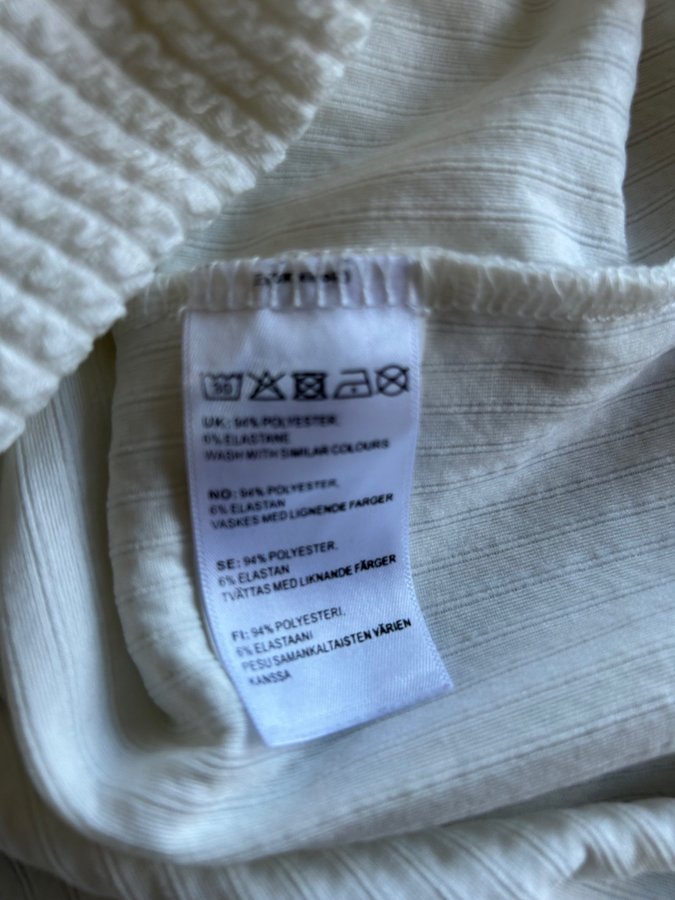 30
UK: 94% POLYESTER,
6% ELASTANE
WASH WITH SIMILAR COLOURS
NO: 94% POLYESTER,
6% ELASTAN
VASKES MED LIGNENDE FARGER
SE: 94% POLYESTER,
6% ELASTAN
TVÄTTAS MED LIKNANDE FÄRGER
FI: 94% POLYESTERI,
6% ELASTAANI
PESU SAMANKALTAISTEN VÄRIEN
KANSSA